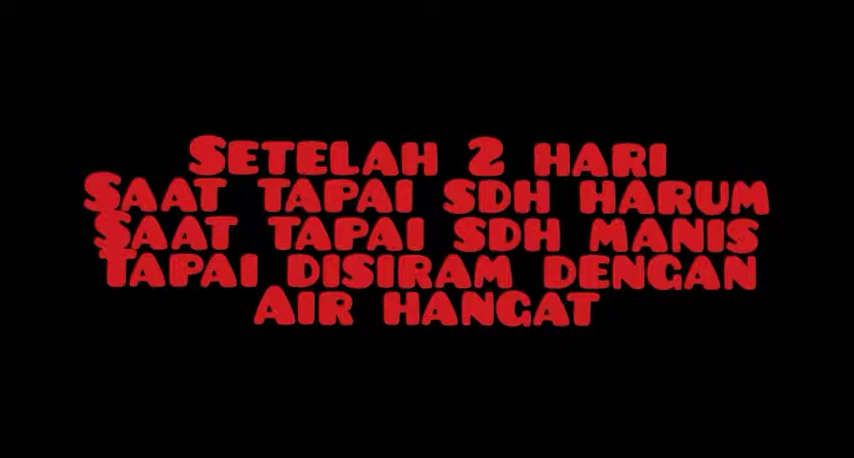 Setelah 2 hari
Saat tapai sdh harum
Saat tapai sdh manis
Tapai disiram dengan
Air hangat